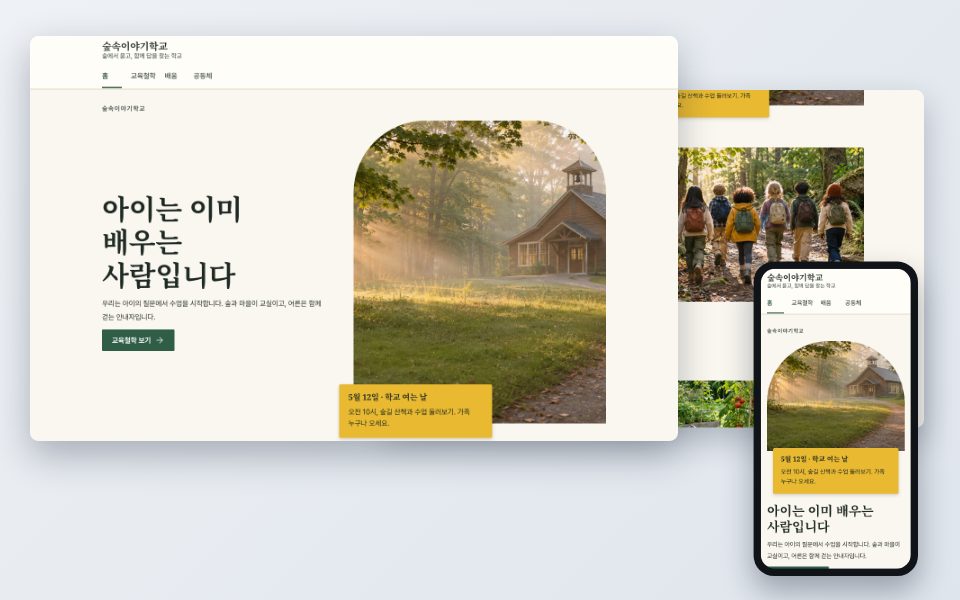 숲속이야기학교
숲에서 묻고, 함께 답을 찾는 학교
홈 교육철학 배움 공동체
숲속이야기학교
아이는 이미
배우는
사람입니다
우리는 아이의 질문에서 수업을 시작합니다. 숲과 마을이 교실이고, 어른은 함께
걷는 안내자입니다.
교육철학 보기 →
5월 12일 · 학교 여는 날
오전 10시, 숲길 산책과 수업 둘러보기. 가족
누구나 오세요.
숲길 산책과 수업 둘러보기. 가족
숲속이야기학교
숲에서 묻고, 함께 답을 찾는 학교
홈 교육철학 배움 공동체
숲속이야기학교
5월 12일 · 학교 여는 날
오전 10시, 숲길 산책과 수업 둘러보기. 가족
누구나 오세요.
아이는 이미 배우는
사람입니다
우리는 아이의 질문에서 수업을 시작합니다. 숲과 마을이
교실이고, 어른은 함께 걷는 안내자입니다.